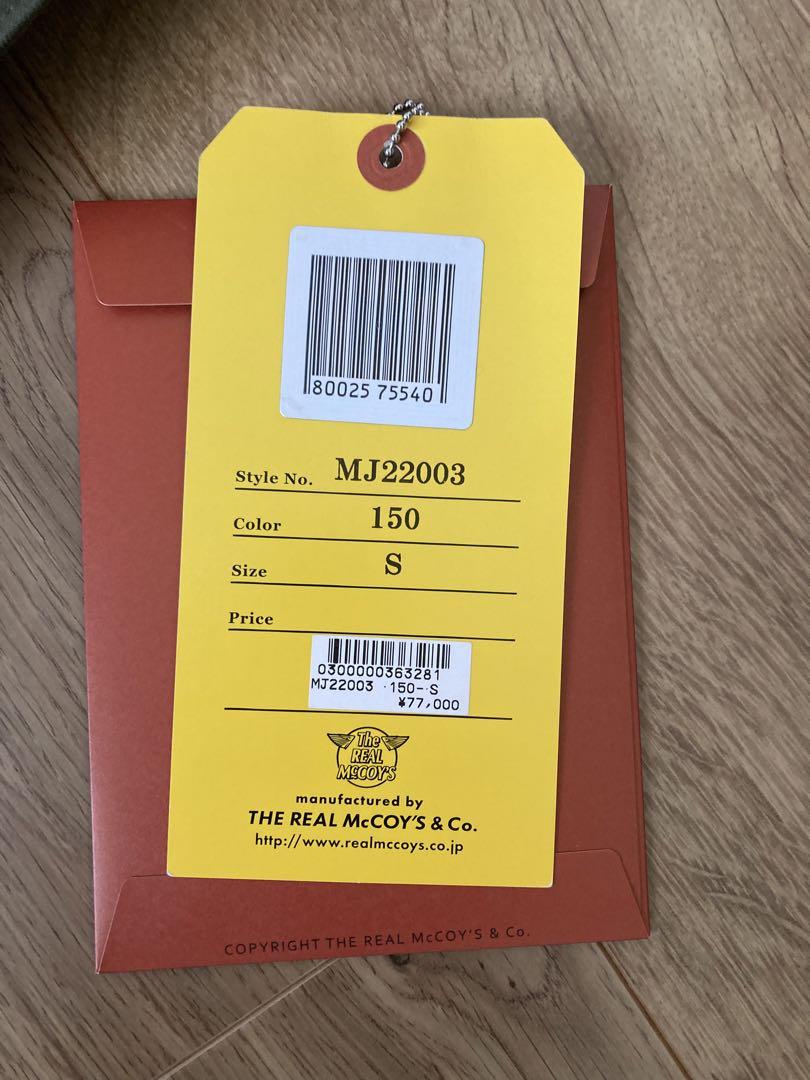 80025 75540
Style No. MJ22003
Color 150
Size S
Price
0300000363281
MJ22003 150--S
¥77,000
The
REAL
McCOY'S
manufactured by
THE REAL McCOY'S & Co.
http://www.realmccoys.co.jp
COPYRIGHT THE REAL McCOY'S & Co.